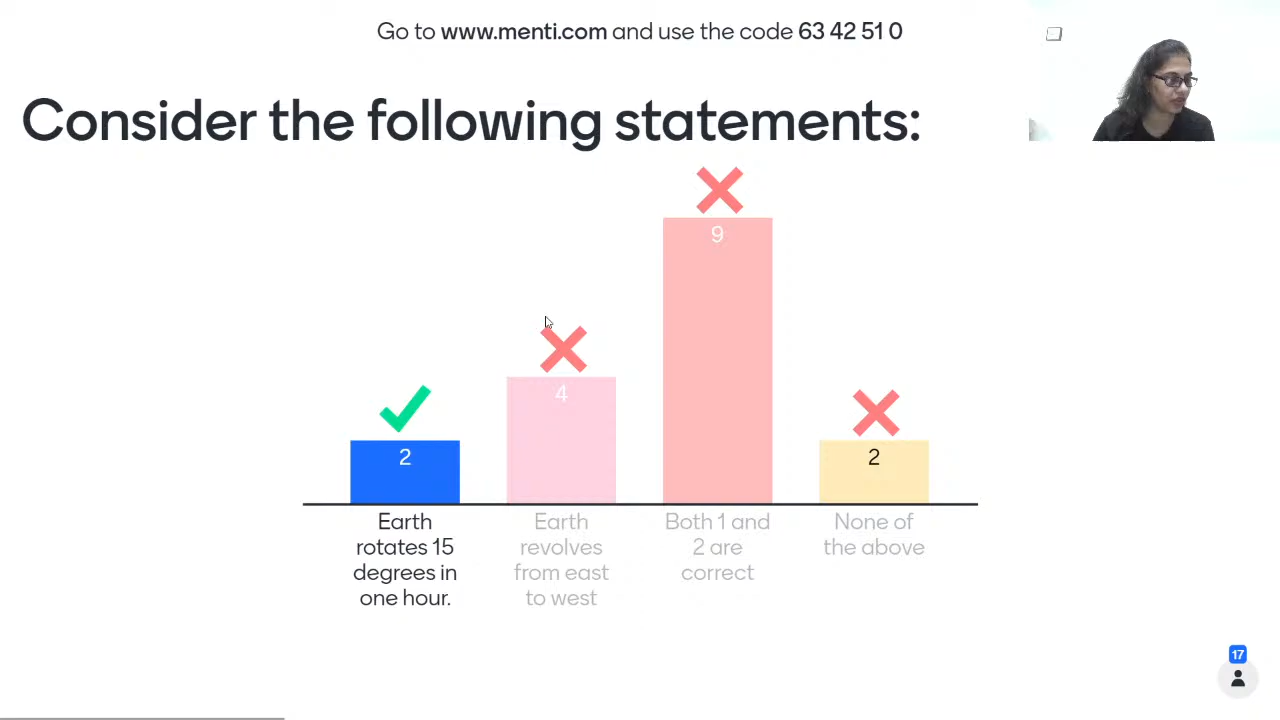 Go to www.menti.com and use the code 63 42 51 0
Consider the following statements:
9
4
2
2
Earth
rotates 15
degrees in
one hour.
Earth
revolves
from east
to west
Both 1 and
2 are
correct
None of
the above
17